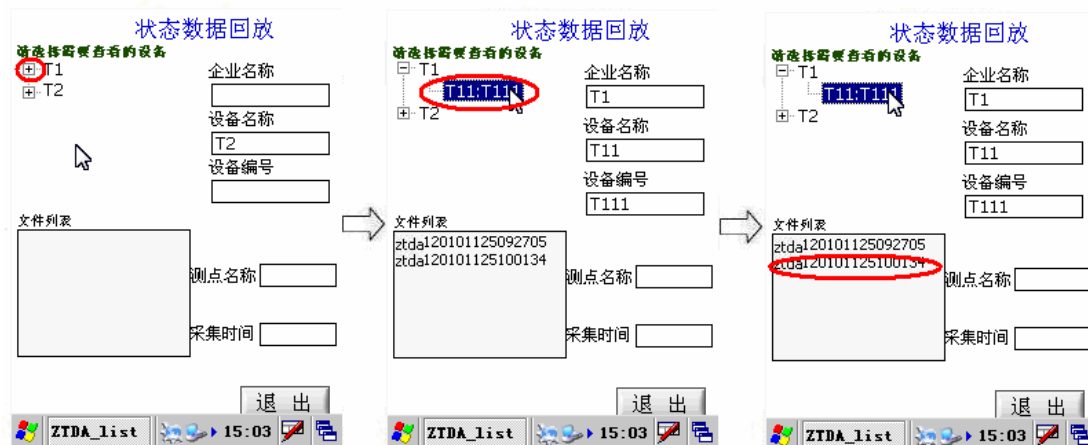 状态数据回放
请选择需要查看的设备
T1
T2
企业名称
设备名称
T2
设备编号
文件列表
测点名称
采集时间
退 出
ZTDA_list
15:03
状态数据回放
请选择需要查看的设备
T1
T11:T111
T2
企业名称
T1
设备名称
T11
设备编号
T111
文件列表
ztda120101125092705
ztda120101125100134
测点名称
采集时间
退 出
ZTDA_list
15:03
状态数据回放
请选择需要查看的设备
T1
T11:T111
T2
企业名称
T1
设备名称
T11
设备编号
T111
文件列表
ztda120101125092705
ztda120101125100134
测点名称
采集时间
退 出
ZTDA_list
15:03